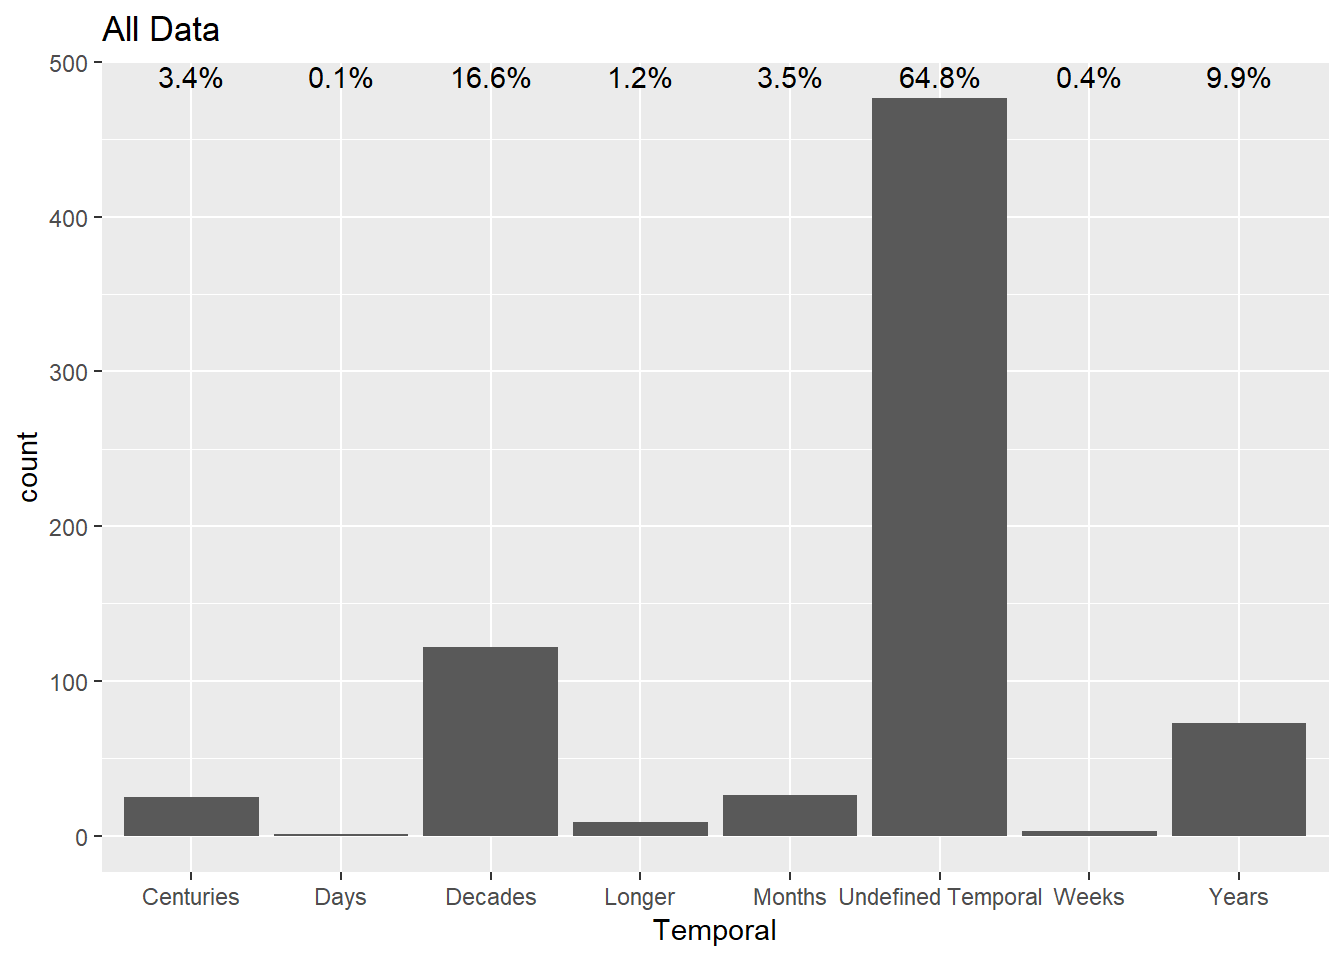 All Data
500
3.4% 0.1% 16.6% 1.2% 3.5% 64.8% 0.4% 9.9%
400
300
count
200
100
0
Centuries Days Decades Longer Months Undefined Temporal Weeks Years
Temporal